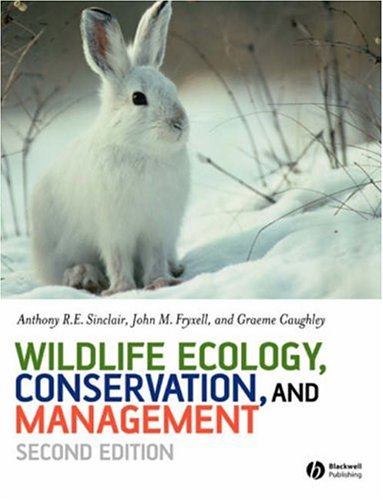 Anthony R.E. Sinclair, John M. Fryxell, and Graeme Caughley
WILDLIFE ECOLOGY,
CONSERVATION, AND
MANAGEMENT
SECOND EDITION
Blackwell
Publishing